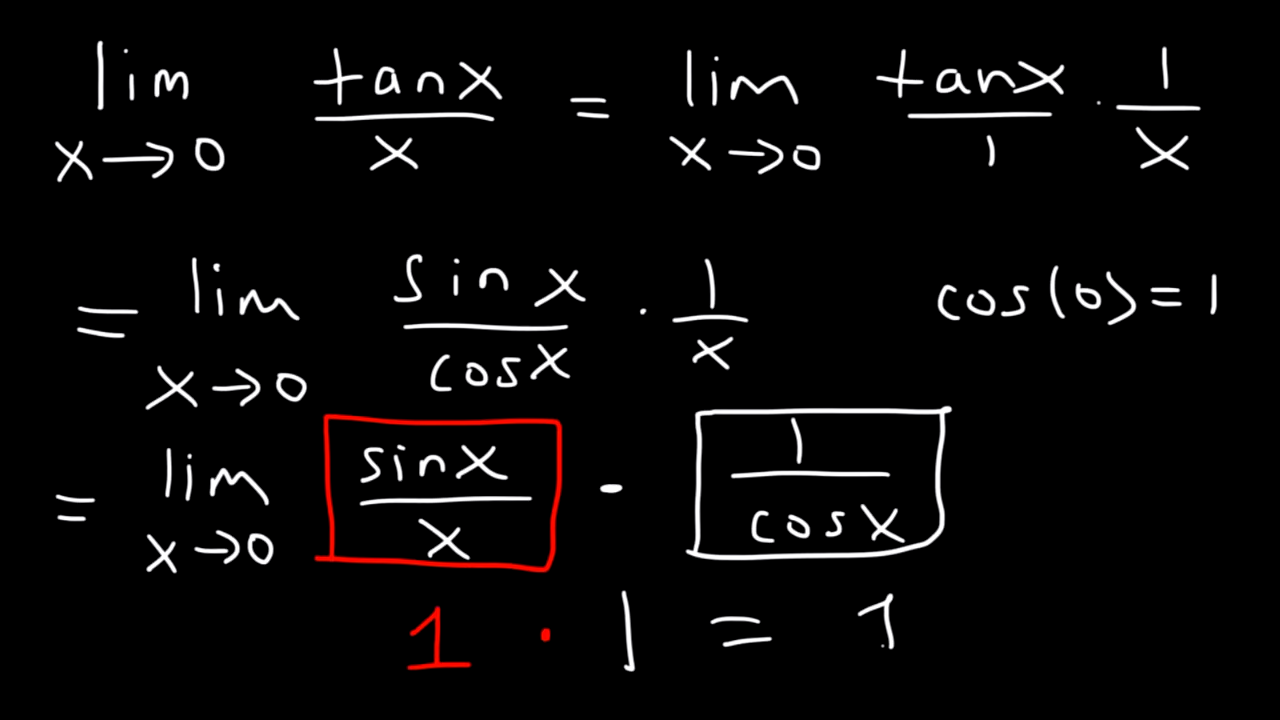 lim x→0 tanx/x = lim x→0 tanx/1 · 1/x
= lim x→0 sin x/cosx · 1/x cos(0)=1
= lim x→0 sinx/x · 1/cosx
1 · 1 = 1